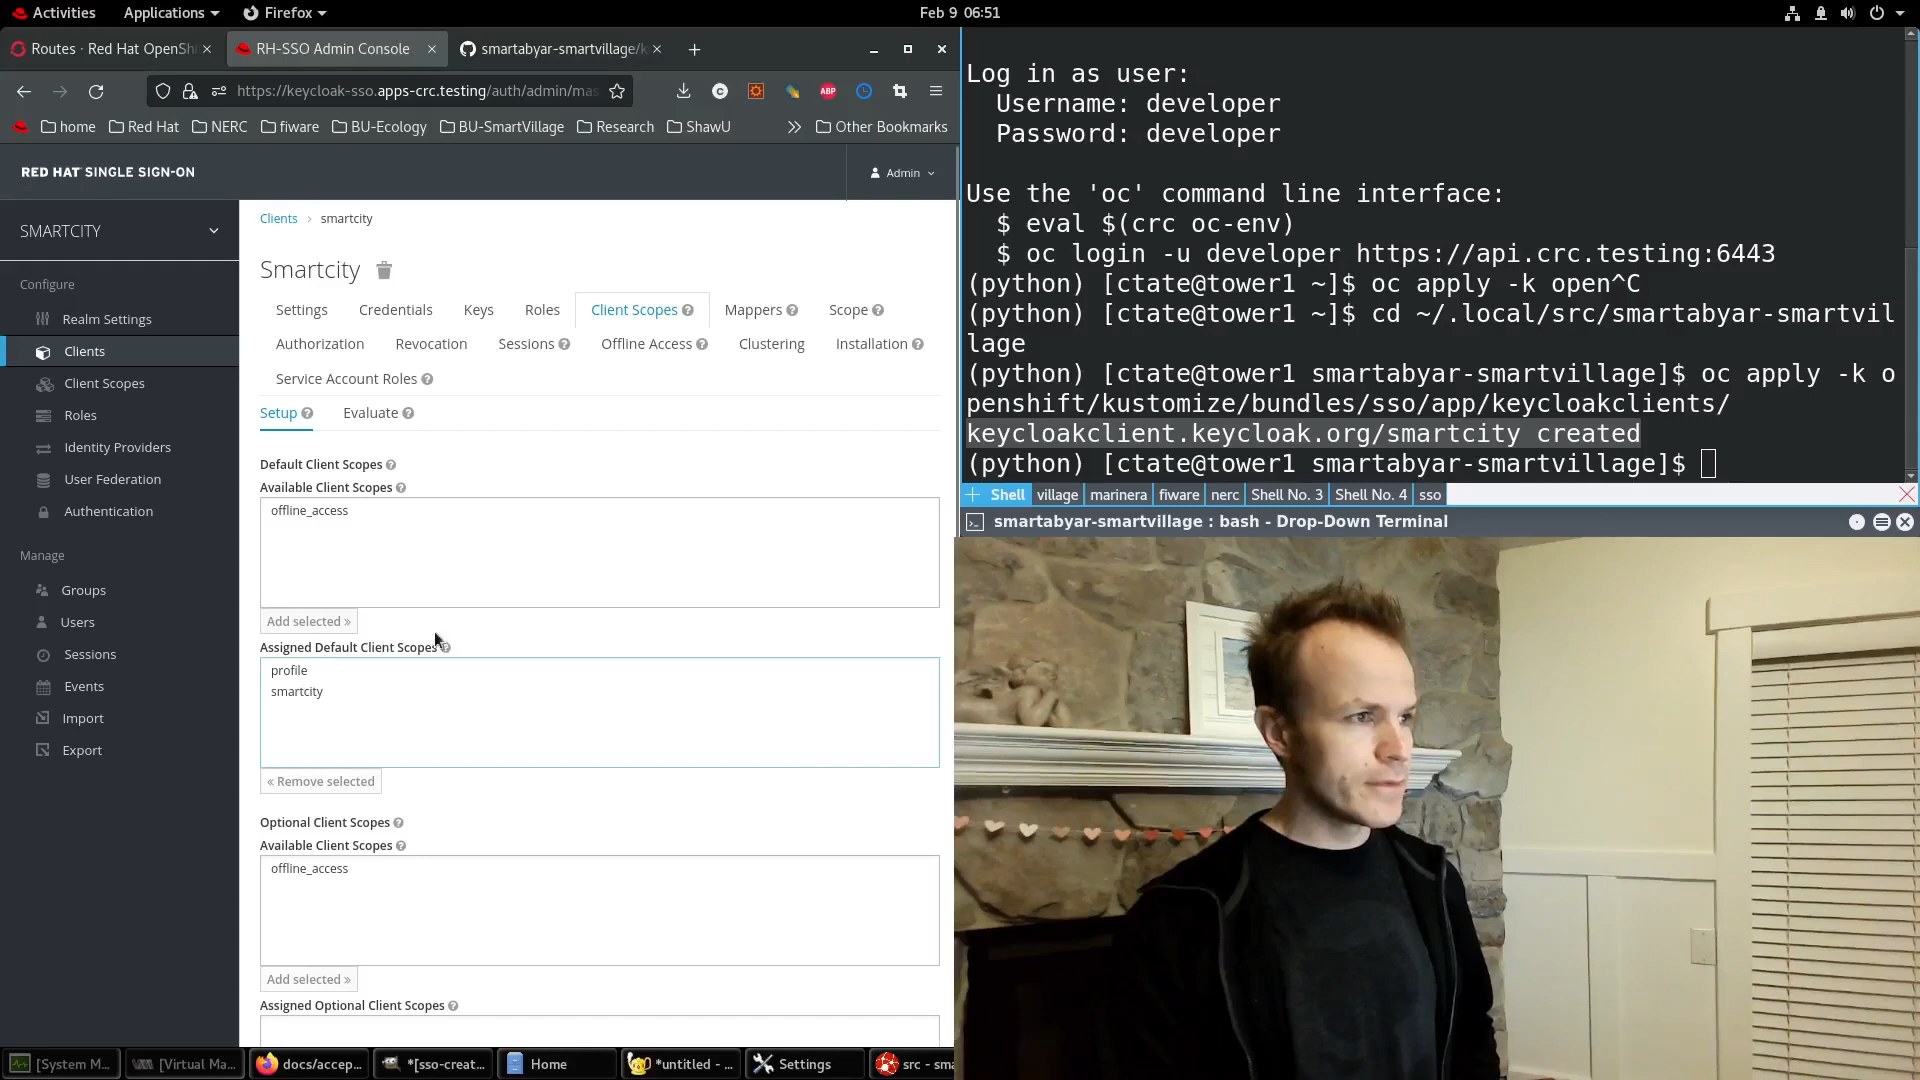 Activities Applications Firefox Feb 9 06:51
Routes · Red Hat OpenShi RH-SSO Admin Console smartabyar-smartvillage/k
https://keycloak-sso.apps-crc.testing/auth/admin/mas ABP
home Red Hat NERC fiware BU-Ecology BU-SmartVillage Research ShawU Other Bookmarks
RED HAT SINGLE SIGN-ON
Admin
SMARTCITY
Configure
Realm Settings
Clients
Client Scopes
Roles
Identity Providers
User Federation
Authentication
Manage
Groups
Users
Sessions
Events
Import
Export
Clients > smartcity
Smartcity
Settings Credentials Keys Roles Client Scopes Mappers Scope
Authorization Revocation Sessions Offline Access Clustering Installation
Service Account Roles
Setup Evaluate
Default Client Scopes
Available Client Scopes
offline_access
Add selected »
Assigned Default Client Scopes
profile
smartcity
« Remove selected
Optional Client Scopes
Available Client Scopes
offline_access
Add selected »
Assigned Optional Client Scopes
Log in as user:
Username: developer
Password: developer
Use the 'oc' command line interface:
$ eval $(crc oc-env)
$ oc login -u developer https://api.crc.testing:6443
(python) [ctate@tower1 ~]$ oc apply -k open^C
(python) [ctate@tower1 ~]$ cd ~/.local/src/smartabyar-smartvil
lage
(python) [ctate@tower1 smartabyar-smartvillage]$ oc apply -k o
penshift/kustomize/bundles/sso/app/keycloakclients/
keycloakclient.keycloak.org/smartcity created
(python) [ctate@tower1 smartabyar-smartvillage]$
Shell village marinera fiware nerc Shell No. 3 Shell No. 4 sso
smartabyar-smartvillage : bash - Drop-Down Terminal
[System M... [Virtual Ma... docs/accep... *[sso-creat... Home *untitled - ... Settings src - sma